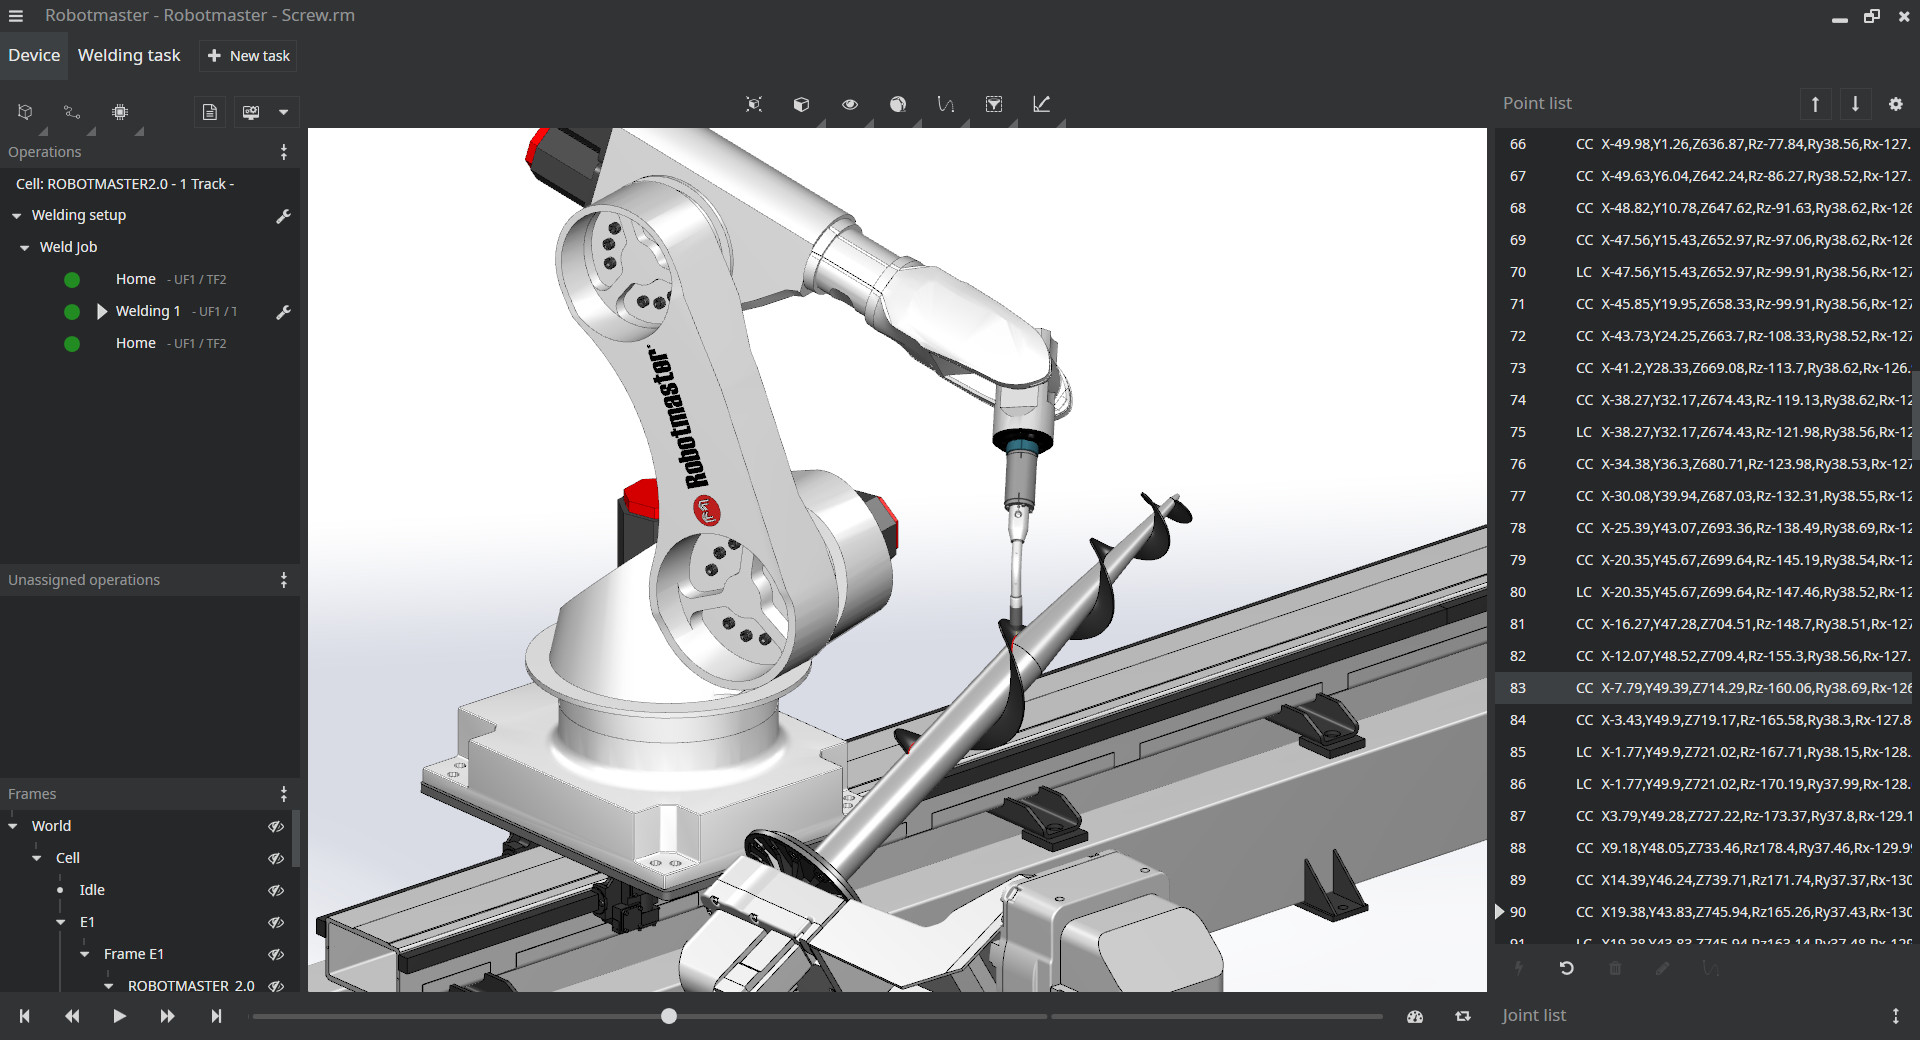 Robotmaster - Robotmaster - Screw.rm
Device
Welding task
New task
Operations
Cell: ROBOTMASTER2.0 - 1 Track -
Welding setup
Weld Job
Home - UF1 / TF2
Welding 1 - UF1 / 1
Home - UF1 / TF2
Unassigned operations
Frames
World
Cell
Idle
E1
Frame E1
ROBOTMASTER 2.0
Robotmaster
Point list
66 CC X-49.98,Y1.26,Z636.87,Rz-77.84,Ry38.56,Rx-127.
67 CC X-49.63,Y6.04,Z642.24,Rz-86.27,Ry38.52,Rx-127.
68 CC X-48.82,Y10.78,Z647.62,Rz-91.63,Ry38.62,Rx-126
69 CC X-47.56,Y15.43,Z652.97,Rz-97.06,Ry38.62,Rx-126
70 LC X-47.56,Y15.43,Z652.97,Rz-99.91,Ry38.56,Rx-127
71 CC X-45.85,Y19.95,Z658.33,Rz-99.91,Ry38.56,Rx-127
72 CC X-43.73,Y24.25,Z663.7,Rz-108.33,Ry38.52,Rx-127
73 CC X-41.2,Y28.33,Z669.08,Rz-113.7,Ry38.62,Rx-126.
74 CC X-38.27,Y32.17,Z674.43,Rz-119.13,Ry38.62,Rx-12
75 LC X-38.27,Y32.17,Z674.43,Rz-121.98,Ry38.56,Rx-12
76 CC X-34.38,Y36.3,Z680.71,Rz-123.98,Ry38.53,Rx-127
77 CC X-30.08,Y39.94,Z687.03,Rz-132.31,Ry38.55,Rx-12
78 CC X-25.39,Y43.07,Z693.36,Rz-138.49,Ry38.69,Rx-12
79 CC X-20.35,Y45.67,Z699.64,Rz-145.19,Ry38.54,Rx-12
80 LC X-20.35,Y45.67,Z699.64,Rz-147.46,Ry38.52,Rx-12
81 CC X-16.27,Y47.28,Z704.51,Rz-148.7,Ry38.51,Rx-127
82 CC X-12.07,Y48.52,Z709.4,Rz-155.3,Ry38.56,Rx-127.
83 CC X-7.79,Y49.39,Z714.29,Rz-160.06,Ry38.69,Rx-126
84 CC X-3.43,Y49.9,Z719.17,Rz-165.58,Ry38.3,Rx-127.8
85 LC X-1.77,Y49.9,Z721.02,Rz-167.71,Ry38.15,Rx-128.
86 LC X-1.77,Y49.9,Z721.02,Rz-170.19,Ry37.99,Rx-128.
87 CC X3.79,Y49.28,Z727.22,Rz-173.37,Ry37.8,Rx-129.1
88 CC X9.18,Y48.05,Z733.46,Rz178.4,Ry37.46,Rx-129.9
89 CC X14.39,Y46.24,Z739.71,Rz171.74,Ry37.37,Rx-130
90 CC X19.38,Y43.83,Z745.94,Rz165.26,Ry37.43,Rx-130
91 LC X19.38,Y43.83,Z745.94,Rz163.14,Ry37.48,Rx-129
Joint list